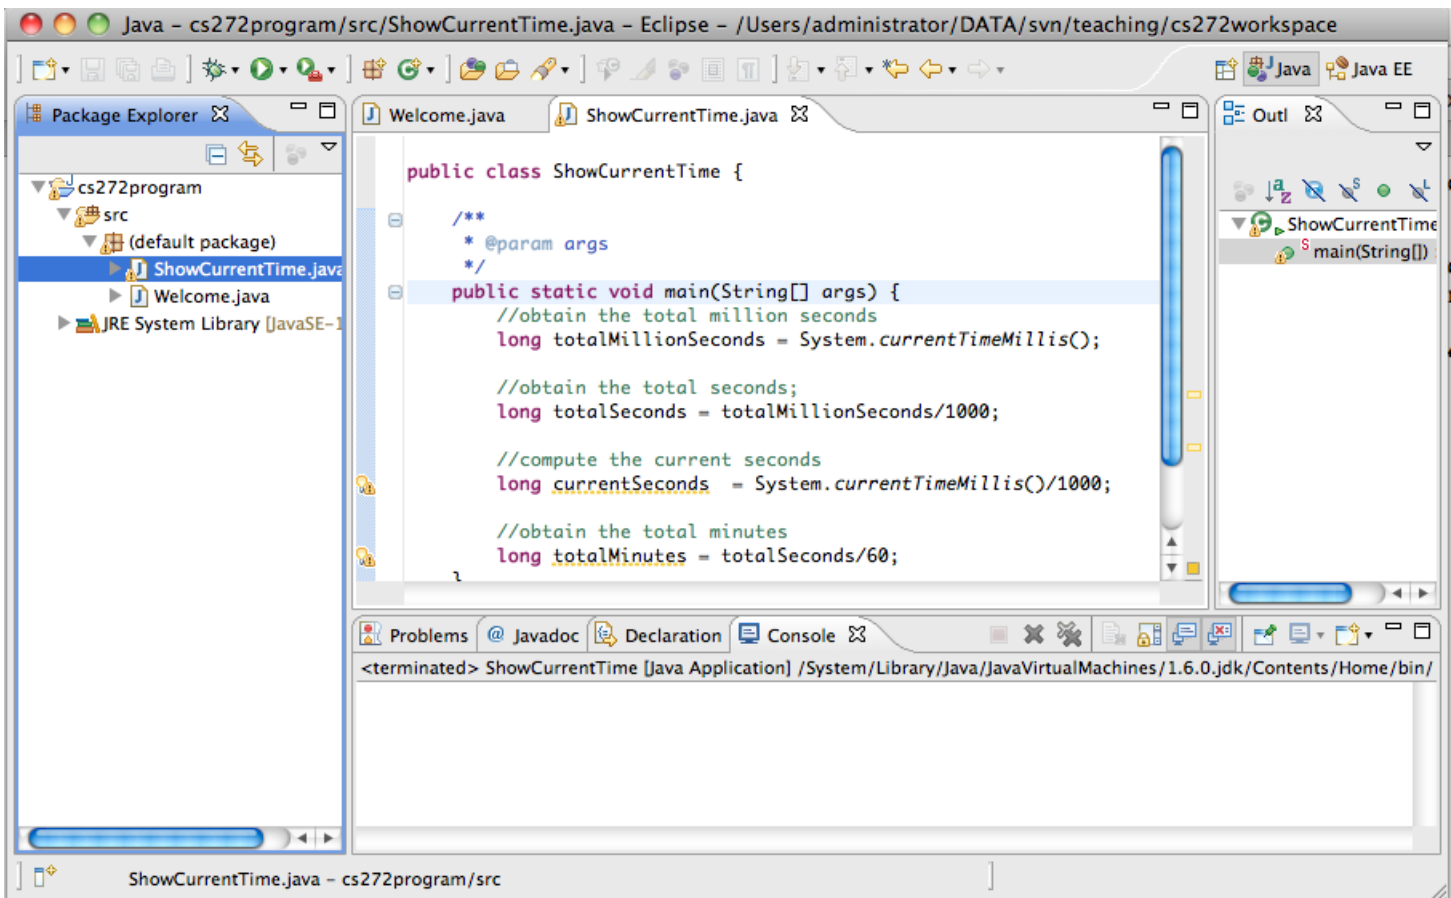 Java – cs272program/src/ShowCurrentTime.java – Eclipse – /Users/administrator/DATA/svn/teaching/cs272workspace
Java
Java EE
Package Explorer
cs272program
src
(default package)
ShowCurrentTime.java
Welcome.java
JRE System Library [JavaSE-1
Welcome.java
ShowCurrentTime.java
public class ShowCurrentTime {
/**
* @param args
*/
public static void main(String[] args) {
//obtain the total million seconds
long totalMillionSeconds = System.currentTimeMillis();
//obtain the total seconds;
long totalSeconds = totalMillionSeconds/1000;
//compute the current seconds
long currentSeconds  = System.currentTimeMillis()/1000;
//obtain the total minutes
long totalMinutes = totalSeconds/60;
}
Outl
ShowCurrentTime
main(String[])
Problems
@ Javadoc
Declaration
Console
<terminated> ShowCurrentTime [Java Application] /System/Library/Java/JavaVirtualMachines/1.6.0.jdk/Contents/Home/bin/
ShowCurrentTime.java – cs272program/src